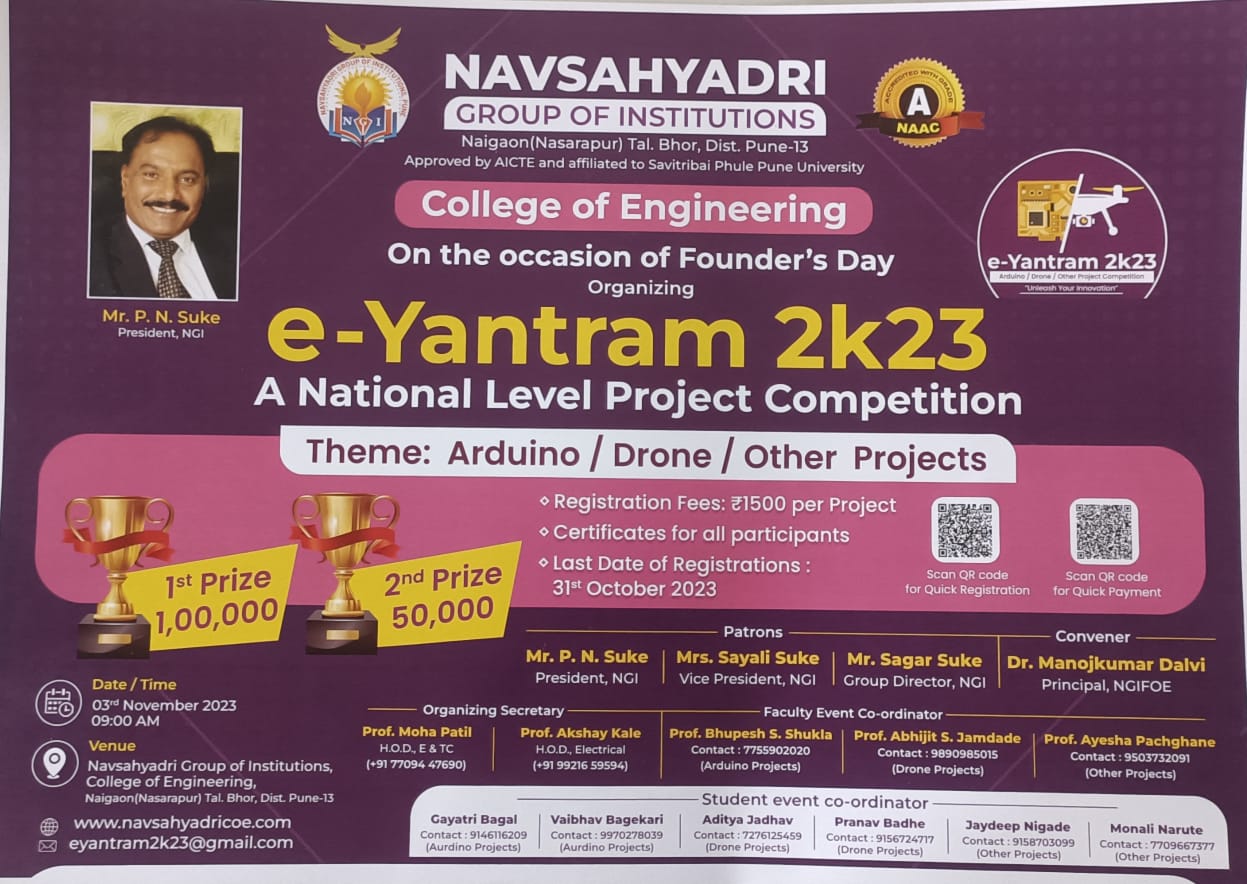 NAVSAHYADRI GROUP OF INSTITUTIONS, PUNE
N G I
NAVSAHYADRI
GROUP OF INSTITUTIONS
Naigaon(Nasarapur) Tal. Bhor, Dist. Pune-13
Approved by AICTE and affiliated to Savitribai Phule Pune University
ACCREDITED WITH GRADE
A
NAAC
College of Engineering
On the occasion of Founder's Day
Organizing
e-Yantram 2k23
Arduino / Drone / Other Project Competition
"Unleash Your Innovation"
Mr. P. N. Suke
President, NGI
e-Yantram 2k23
A National Level Project Competition
Theme: Arduino / Drone / Other Projects
1st Prize
1,00,000
2nd Prize
50,000
⋄ Registration Fees: ₹1500 per Project
⋄ Certificates for all participants
⋄ Last Date of Registrations :
31st October 2023
Scan QR code
for Quick Registration
Scan QR code
for Quick Payment
Patrons
Mr. P. N. Suke
President, NGI
Mrs. Sayali Suke
Vice President, NGI
Mr. Sagar Suke
Group Director, NGI
Convener
Dr. Manojkumar Dalvi
Principal, NGIFOE
Date / Time
03rd November 2023
09:00 AM
Venue
Navsahyadri Group of Institutions,
College of Engineering,
Naigaon(Nasarapur) Tal. Bhor, Dist. Pune-13
www.navsahyadricoe.com
eyantram2k23@gmail.com
Organizing Secretary
Prof. Moha Patil
H.O.D., E & TC
(+91 77094 47690)
Prof. Akshay Kale
H.O.D., Electrical
(+91 99216 59594)
Faculty Event Co-ordinator
Prof. Bhupesh S. Shukla
Contact : 7755902020
(Arduino Projects)
Prof. Abhijit S. Jamdade
Contact : 9890985015
(Drone Projects)
Prof. Ayesha Pachghane
Contact : 9503732091
(Other Projects)
Student event co-ordinator
Gayatri Bagal
Contact : 9146116209
(Aurdino Projects)
Vaibhav Bagekari
Contact : 9970278039
(Aurdino Projects)
Aditya Jadhav
Contact : 7276125459
(Drone Projects)
Pranav Badhe
Contact : 9156724717
(Drone Projects)
Jaydeep Nigade
Contact : 9158703099
(Other Projects)
Monali Narute
Contact : 7709667377
(Other Projects)